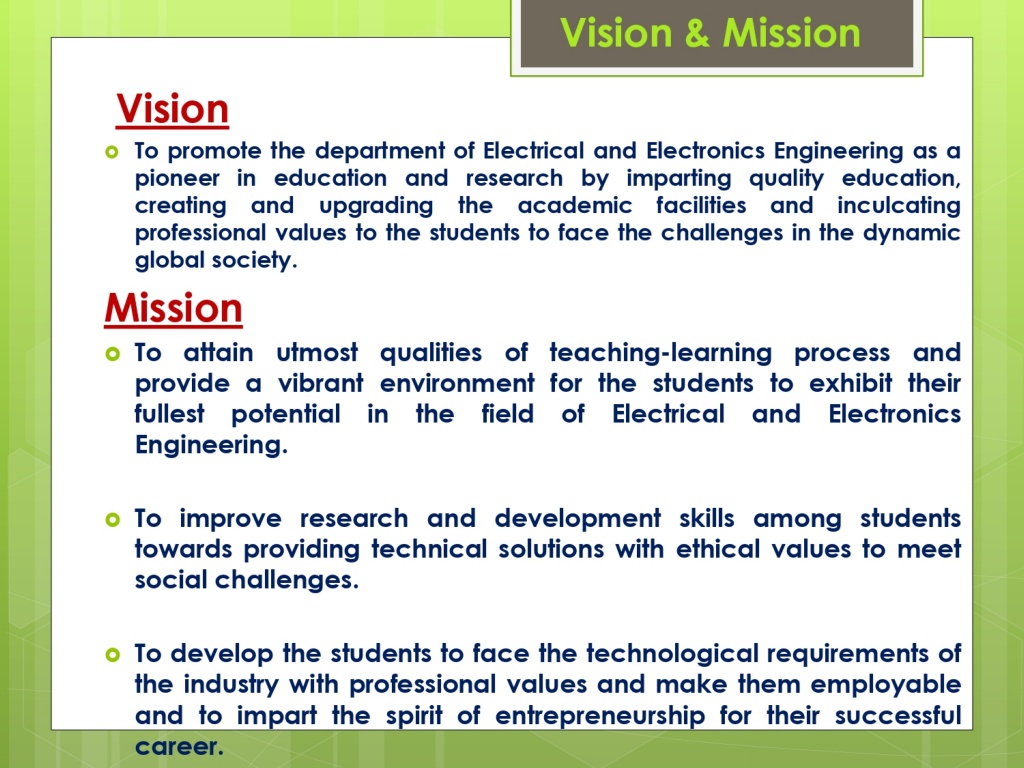 Vision & Mission
Vision
To promote the department of Electrical and Electronics Engineering as a
pioneer in education and research by imparting quality education,
creating and upgrading the academic facilities and inculcating
professional values to the students to face the challenges in the dynamic
global society.
Mission
To attain utmost qualities of teaching-learning process and
provide a vibrant environment for the students to exhibit their
fullest potential in the field of Electrical and Electronics
Engineering.
To improve research and development skills among students
towards providing technical solutions with ethical values to meet
social challenges.
To develop the students to face the technological requirements of
the industry with professional values and make them employable
and to impart the spirit of entrepreneurship for their successful
career.